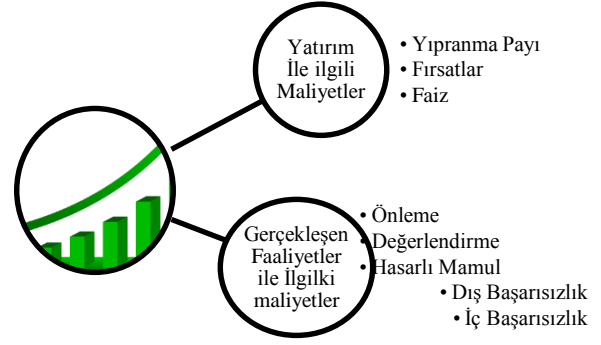 Yatırım
İle ilgili
Maliyetler
• Yıpranma Payı
• Fırsatlar
• Faiz
Gerçekleşen
Faaliyetler
ile İlgilki
maliyetler
• Önleme
• Değerlendirme
• Hasarlı Mamul
• Dış Başarısızlık
• İç Başarısızlık